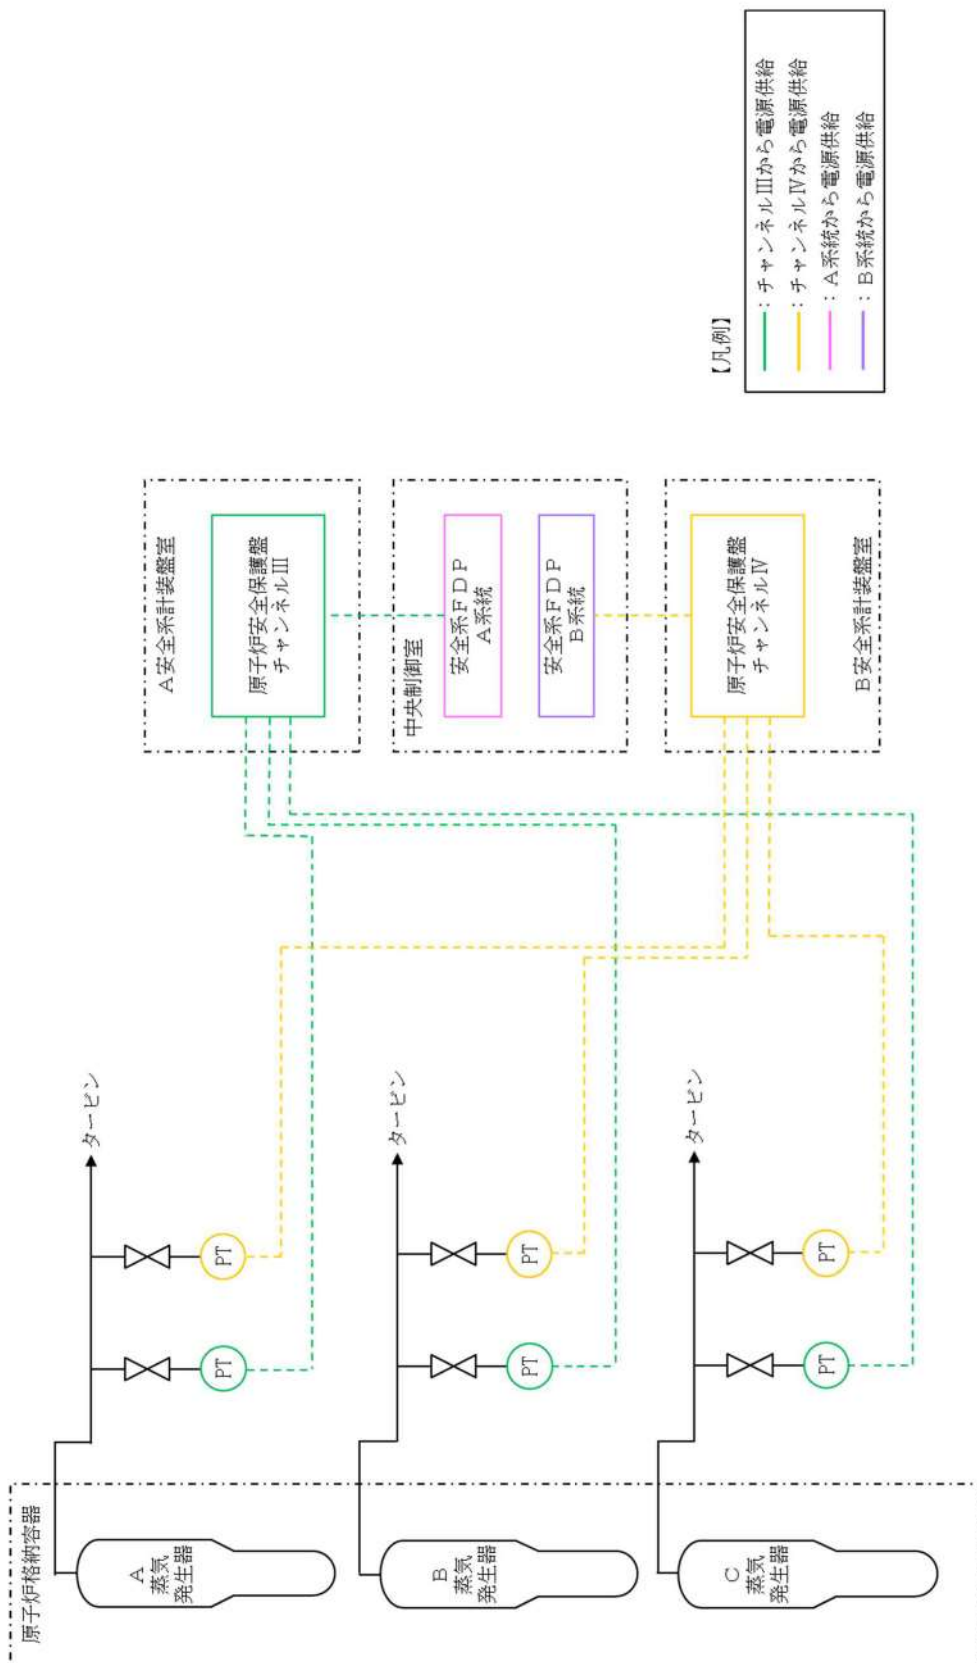 原子炉格納容器
A
蒸気
発生器
B
蒸気
発生器
C
蒸気
発生器
PT
PT
タービン
PT
PT
タービン
PT
PT
タービン
A安全系計装盤室
原子炉安全保護盤
チャンネルIII
中央制御室
安全系FDP
A系統
安全系FDP
B系統
原子炉安全保護盤
チャンネルIV
B安全系計装盤室
【凡例】
：チャンネルIIIから電源供給
：チャンネルIVから電源供給
：A系統から電源供給
：B系統から電源供給